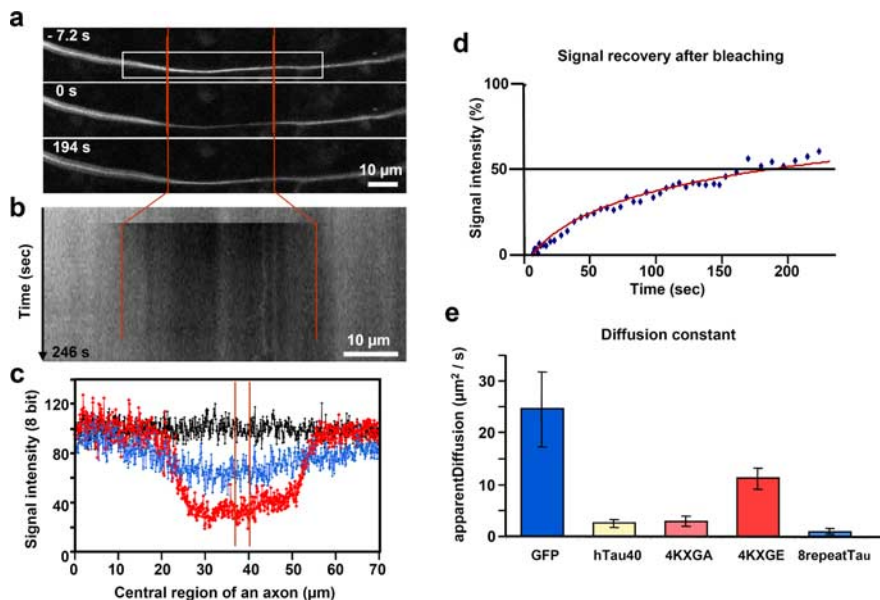 a
- 7.2 s
0 s
194 s
10 µm
b
Time (sec)
246 s
10 µm
c
Signal intensity (8 bit)
120
80
40
0
0 10 20 30 40 50 60 70
Central region of an axon (µm)
d
Signal recovery after bleaching
Signal intensity (%)
100
50
0
0 50 100 150 200
Time (sec)
e
Diffusion constant
apparentDiffusion (µm² / s)
30
20
10
0
GFP hTau40 4KXGA 4KXGE 8repeatTau